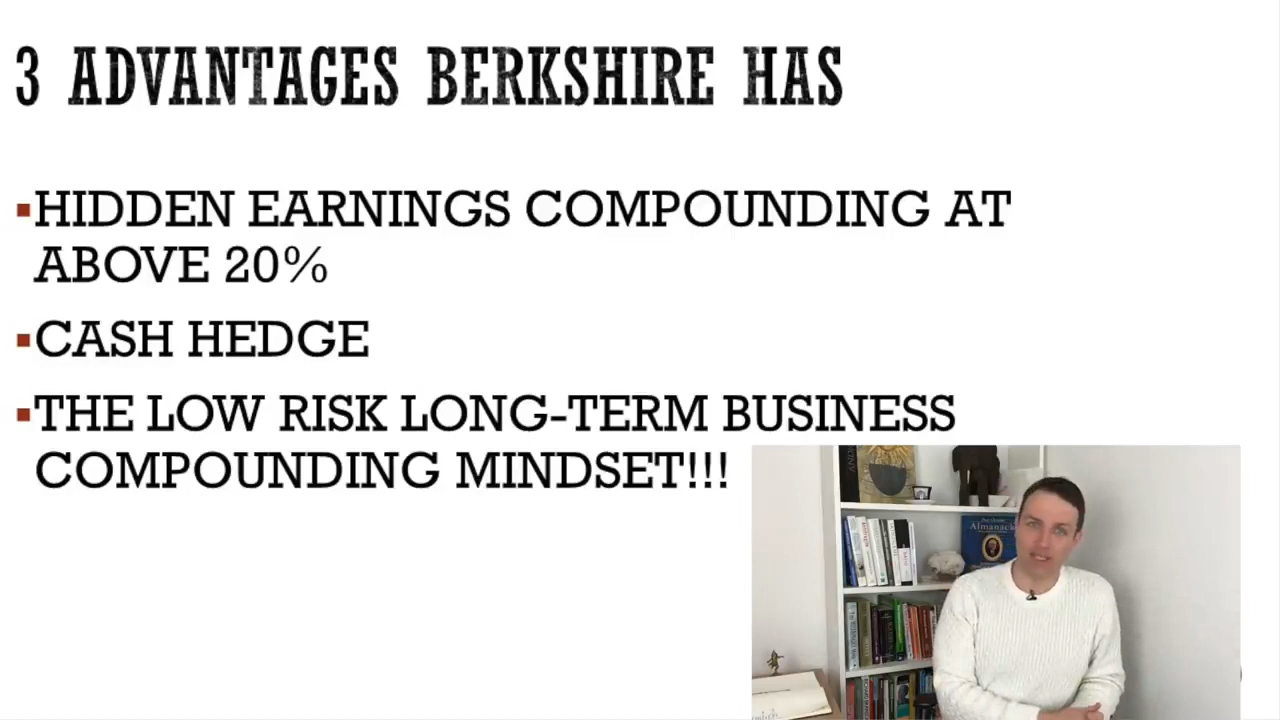 3 ADVANTAGES BERKSHIRE HAS
▪HIDDEN EARNINGS COMPOUNDING AT
ABOVE 20%
▪CASH HEDGE
▪THE LOW RISK LONG-TERM BUSINESS
COMPOUNDING MINDSET!!!
Almanack